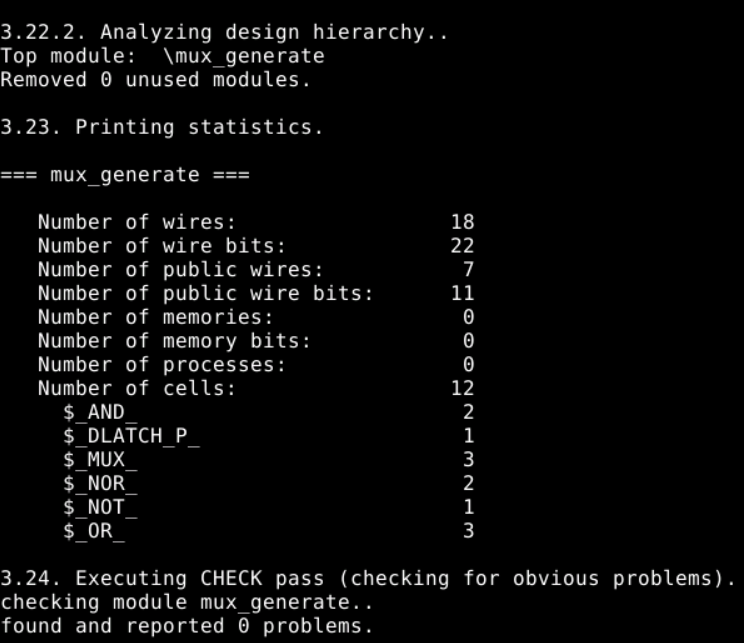 3.22.2. Analyzing design hierarchy..
Top module:  \mux_generate
Removed 0 unused modules.
3.23. Printing statistics.
=== mux_generate ===
Number of wires: 18
Number of wire bits: 22
Number of public wires: 7
Number of public wire bits: 11
Number of memories: 0
Number of memory bits: 0
Number of processes: 0
Number of cells: 12
$_AND_ 2
$_DLATCH_P_ 1
$_MUX_ 3
$_NOR_ 2
$_NOT_ 1
$_OR_ 3
3.24. Executing CHECK pass (checking for obvious problems).
checking module mux_generate..
found and reported 0 problems.